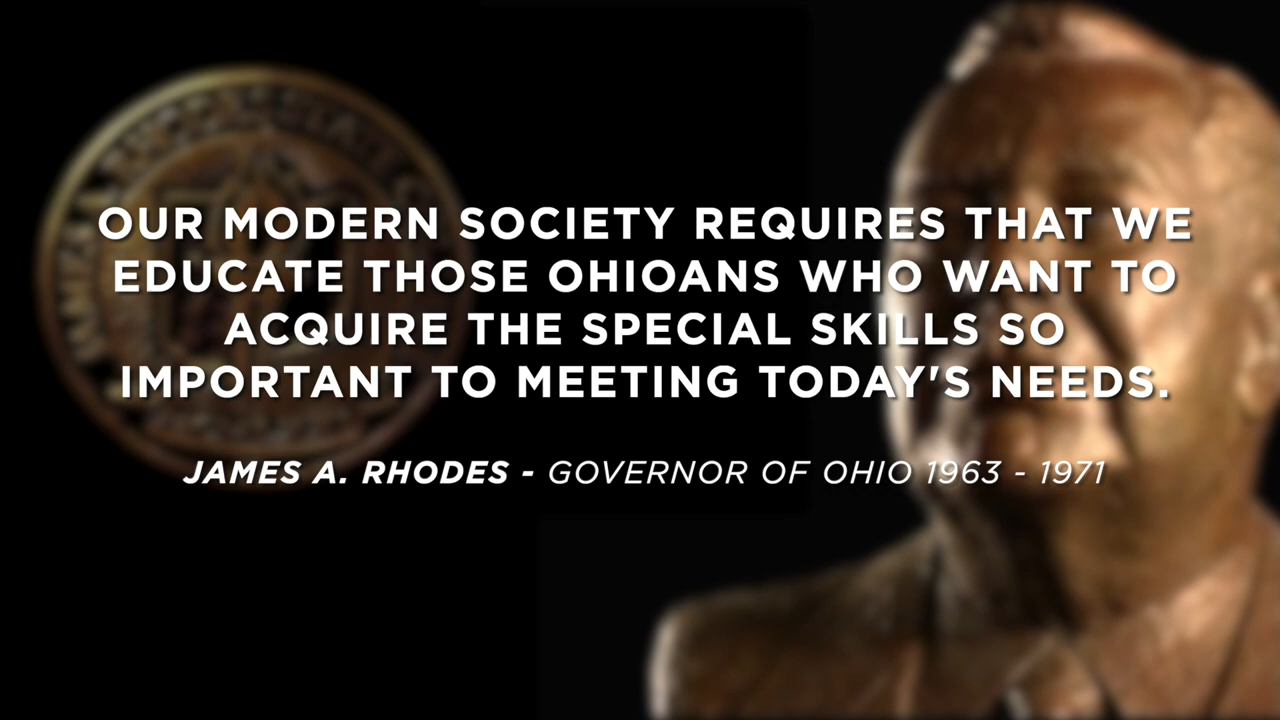 OUR MODERN SOCIETY REQUIRES THAT WE
EDUCATE THOSE OHIOANS WHO WANT TO
ACQUIRE THE SPECIAL SKILLS SO
IMPORTANT TO MEETING TODAY'S NEEDS.
JAMES A. RHODES - GOVERNOR OF OHIO 1963 - 1971